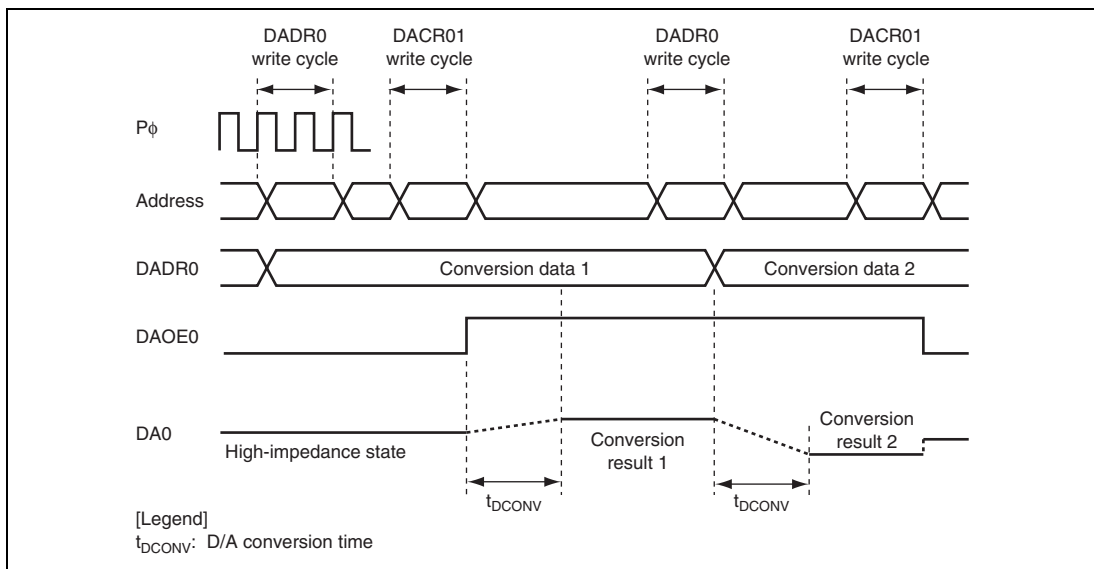 DADR0
write cycle
DACR01
write cycle
DADR0
write cycle
DACR01
write cycle
Pϕ
Address
DADR0
Conversion data 1
Conversion data 2
DAOE0
DA0
High-impedance state
Conversion
result 1
Conversion
result 2
tDCONV
tDCONV
[Legend]
tDCONV: D/A conversion time